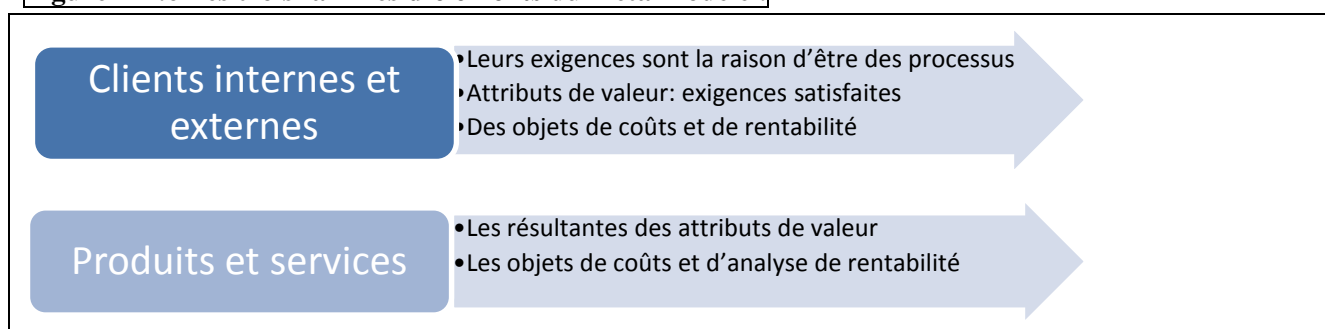 Clients internes et
externes
•Leurs exigences sont la raison d’être des processus
•Attributs de valeur: exigences satisfaites
•Des objets de coûts et de rentabilité
Produits et services
•Les résultantes des attributs de valeur
•Les objets de coûts et d’analyse de rentabilité